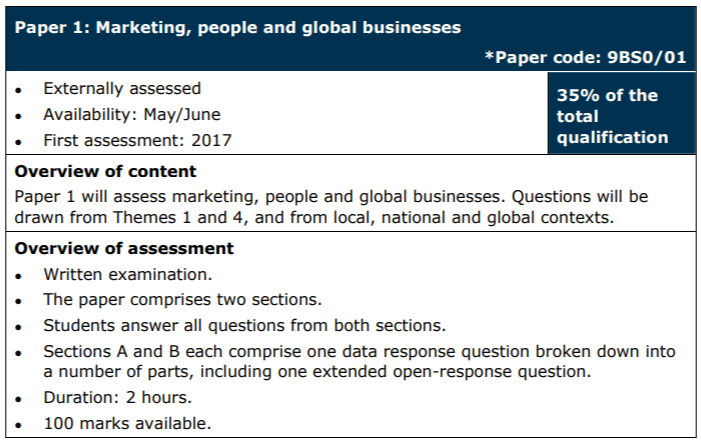 Paper 1: Marketing, people and global businesses
*Paper code: 9BS0/01
• Externally assessed
• Availability: May/June
• First assessment: 2017
35% of the
total
qualification
Overview of content
Paper 1 will assess marketing, people and global businesses. Questions will be
drawn from Themes 1 and 4, and from local, national and global contexts.
Overview of assessment
• Written examination.
• The paper comprises two sections.
• Students answer all questions from both sections.
• Sections A and B each comprise one data response question broken down into
a number of parts, including one extended open-response question.
• Duration: 2 hours.
• 100 marks available.